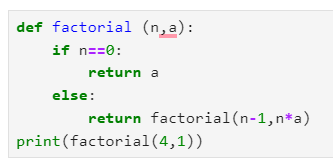 def factorial (n,a):
    if n==0:
        return a
    else:
        return factorial(n-1,n*a)
print(factorial(4,1))